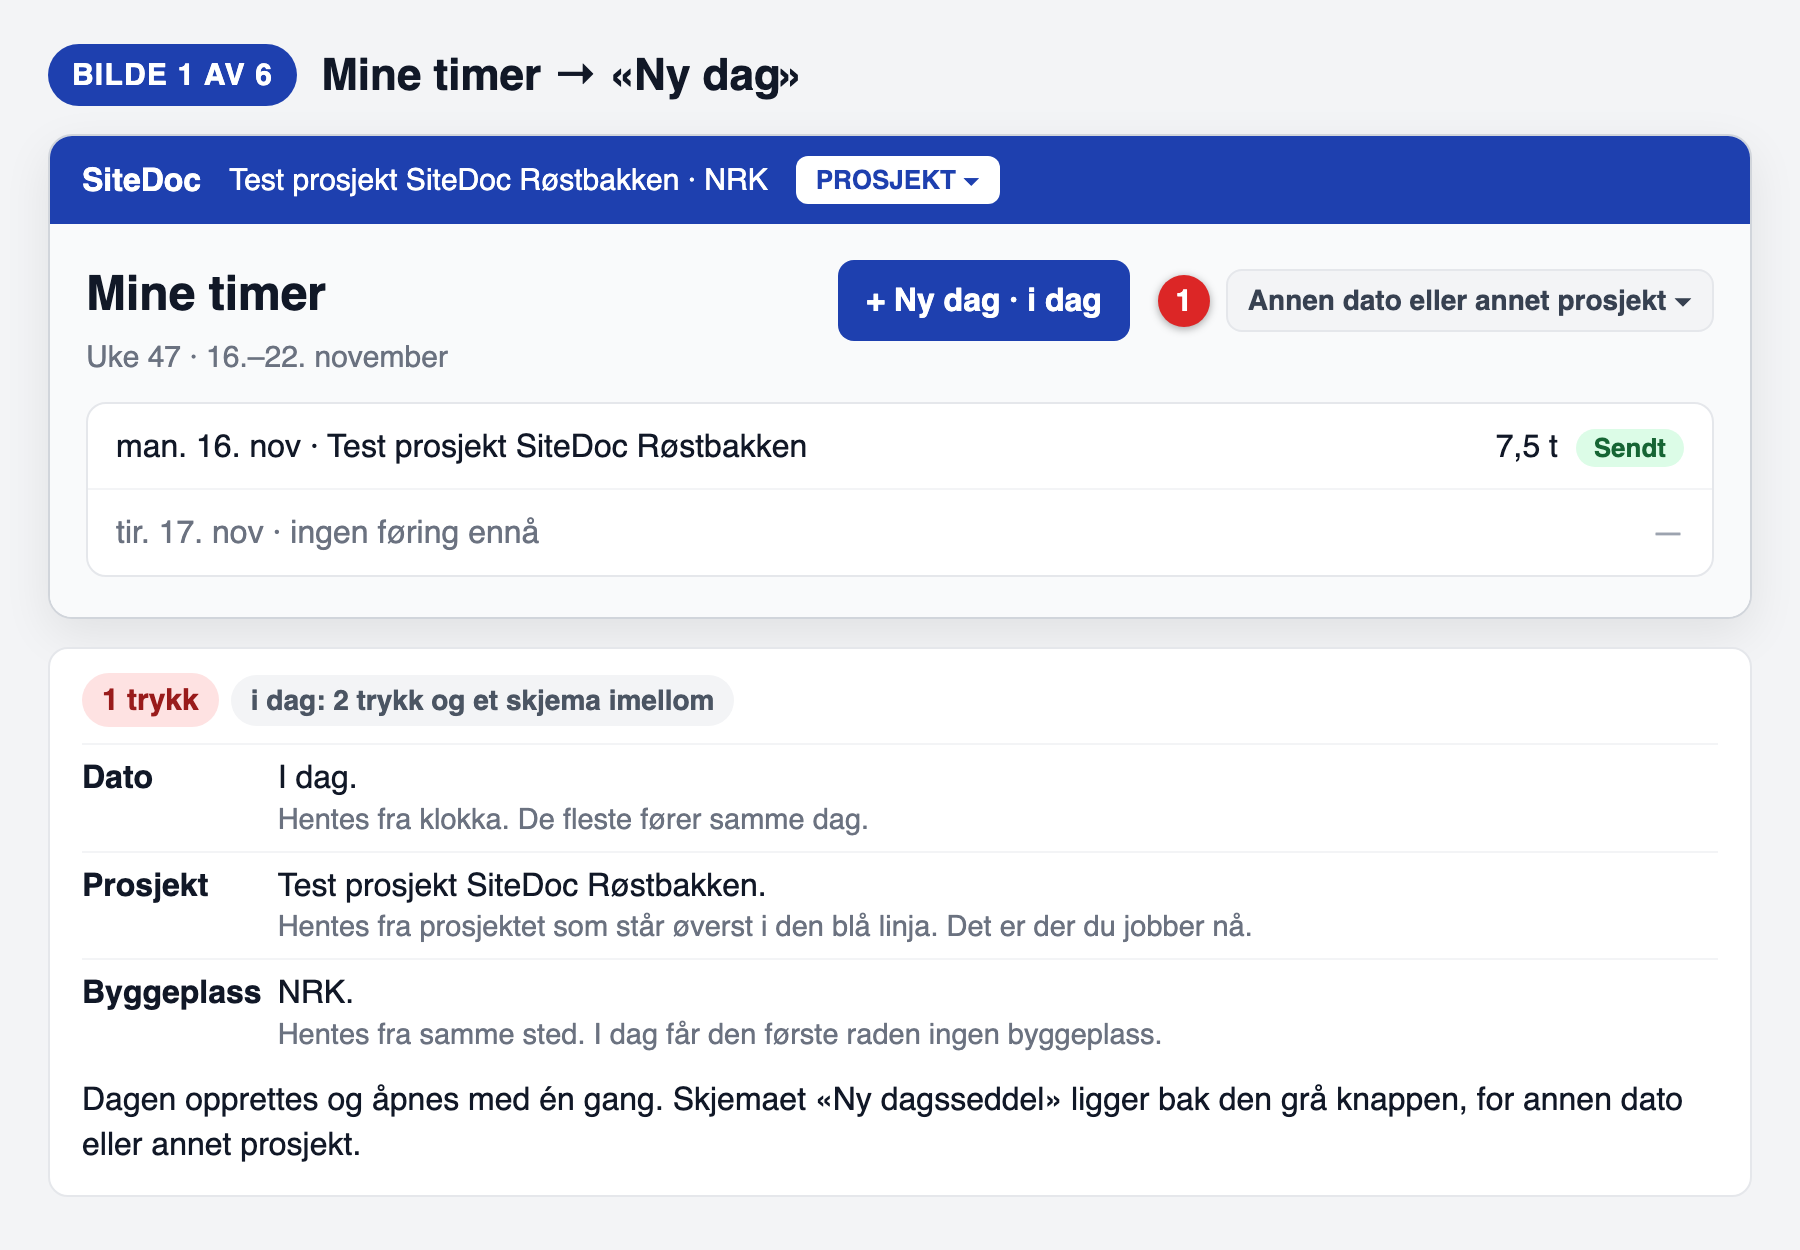 BILDE 1 AV 6 Mine timer → «Ny dag»
SiteDoc Test prosjekt SiteDoc Røstbakken · NRK PROSJEKT
Mine timer
+ Ny dag · i dag 1 Annen dato eller annet prosjekt
Uke 47 · 16.–22. november
man. 16. nov · Test prosjekt SiteDoc Røstbakken 7,5 t Sendt
tir. 17. nov · ingen føring ennå —
1 trykk i dag: 2 trykk og et skjema imellom
Dato I dag.
Hentes fra klokka. De fleste fører samme dag.
Prosjekt Test prosjekt SiteDoc Røstbakken.
Hentes fra prosjektet som står øverst i den blå linja. Det er der du jobber nå.
Byggeplass NRK.
Hentes fra samme sted. I dag får den første raden ingen byggeplass.
Dagen opprettes og åpnes med én gang. Skjemaet «Ny dagsseddel» ligger bak den grå knappen, for annen dato
eller annet prosjekt.